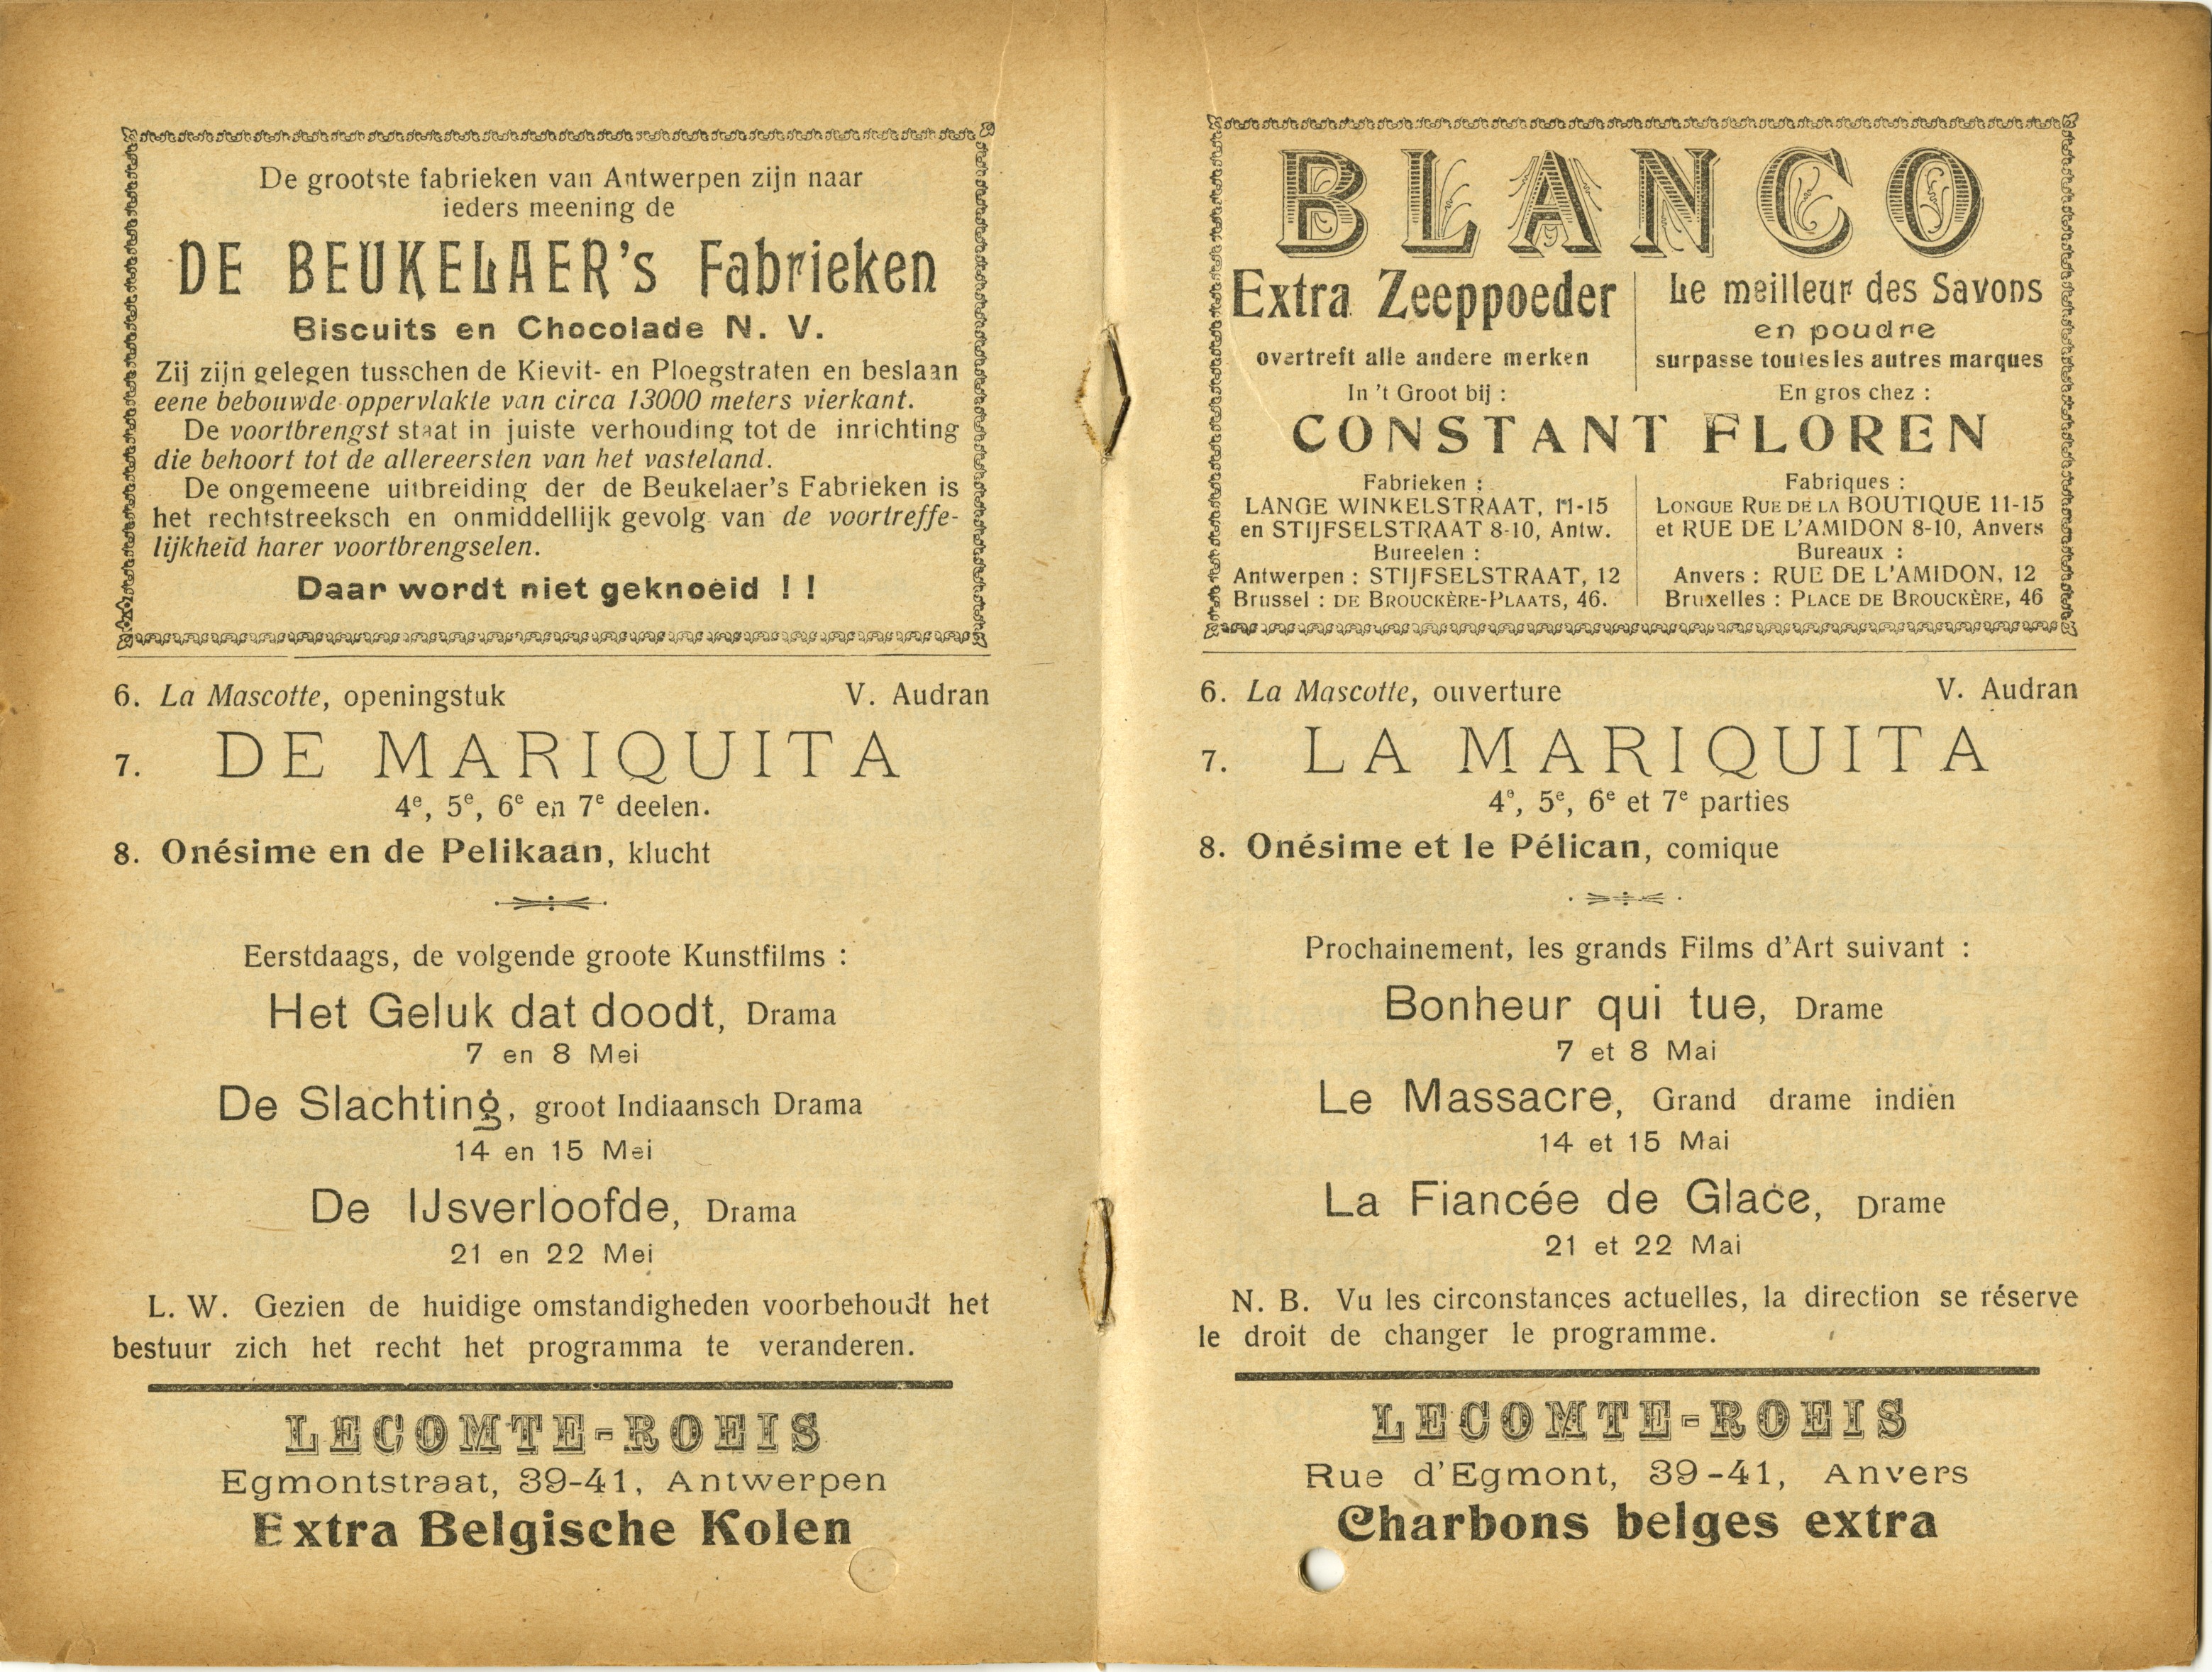 De grootste fabrieken van Antwerpen zijn naar
ieders meening de
DE BEUKELAER's Fabrieken
Biscuits en Chocolade N. V.
Zij zijn gelegen tusschen de Kievit- en Ploegstraten en beslaan
eene bebouwde oppervlakte van circa 13000 meters vierkant.
De voortbrengst staat in juiste verhouding tot de inrichting
die behoort tot de allereersten van het vasteland.
De ongemeene uitbreiding der de Beukelaer's Fabrieken is
het rechtstreeksch en onmiddellijk gevolg van de voortreffe-
lijkheid harer voortbrengselen.
Daar wordt niet geknoeid ! !
6. La Mascotte, openingstuk V. Audran
7. DE MARIQUITA
4e, 5e, 6e en 7e deelen.
8. Onésime en de Pelikaan, klucht
Eerstdaags, de volgende groote Kunstfilms :
Het Geluk dat doodt, Drama
7 en 8 Mei
De Slachting, groot Indiaansch Drama
14 en 15 Mei
De IJsverloofde, Drama
21 en 22 Mei
L. W. Gezien de huidige omstandigheden voorbehoudt het
bestuur zich het recht het programma te veranderen.
LECOMTE-ROEIS
Egmontstraat, 39-41, Antwerpen
Extra Belgische Kolen
BLANCO
Extra Zeeppoeder
overtreft alle andere merken
In 't Groot bij :
Le meilleur des Savons
en poudre
surpasse toutes les autres marques
En gros chez :
CONSTANT FLOREN
Fabrieken :
LANGE WINKELSTRAAT, 11-15
en STIJFSELSTRAAT 8-10, Antw.
Bureelen :
Antwerpen : STIJFSELSTRAAT, 12
Brussel : DE BROUCKÈRE-PLAATS, 46.
Fabriques :
LONGUE RUE DE LA BOUTIQUE 11-15
et RUE DE L'AMIDON 8-10, Anvers
Bureaux :
Anvers : RUE DE L'AMIDON, 12
Bruxelles : PLACE DE BROUCKÈRE, 46
6. La Mascotte, ouverture V. Audran
7. LA MARIQUITA
4e, 5e, 6e et 7e parties
8. Onésime et le Pélican, comique
Prochainement, les grands Films d'Art suivant :
Bonheur qui tue, Drame
7 et 8 Mai
Le Massacre, Grand drame indien
14 et 15 Mai
La Fiancée de Glace, Drame
21 et 22 Mai
N. B. Vu les circonstances actuelles, la direction se réserve
le droit de changer le programme.
LECOMTE-ROEIS
Rue d'Egmont, 39-41, Anvers
Charbons belges extra